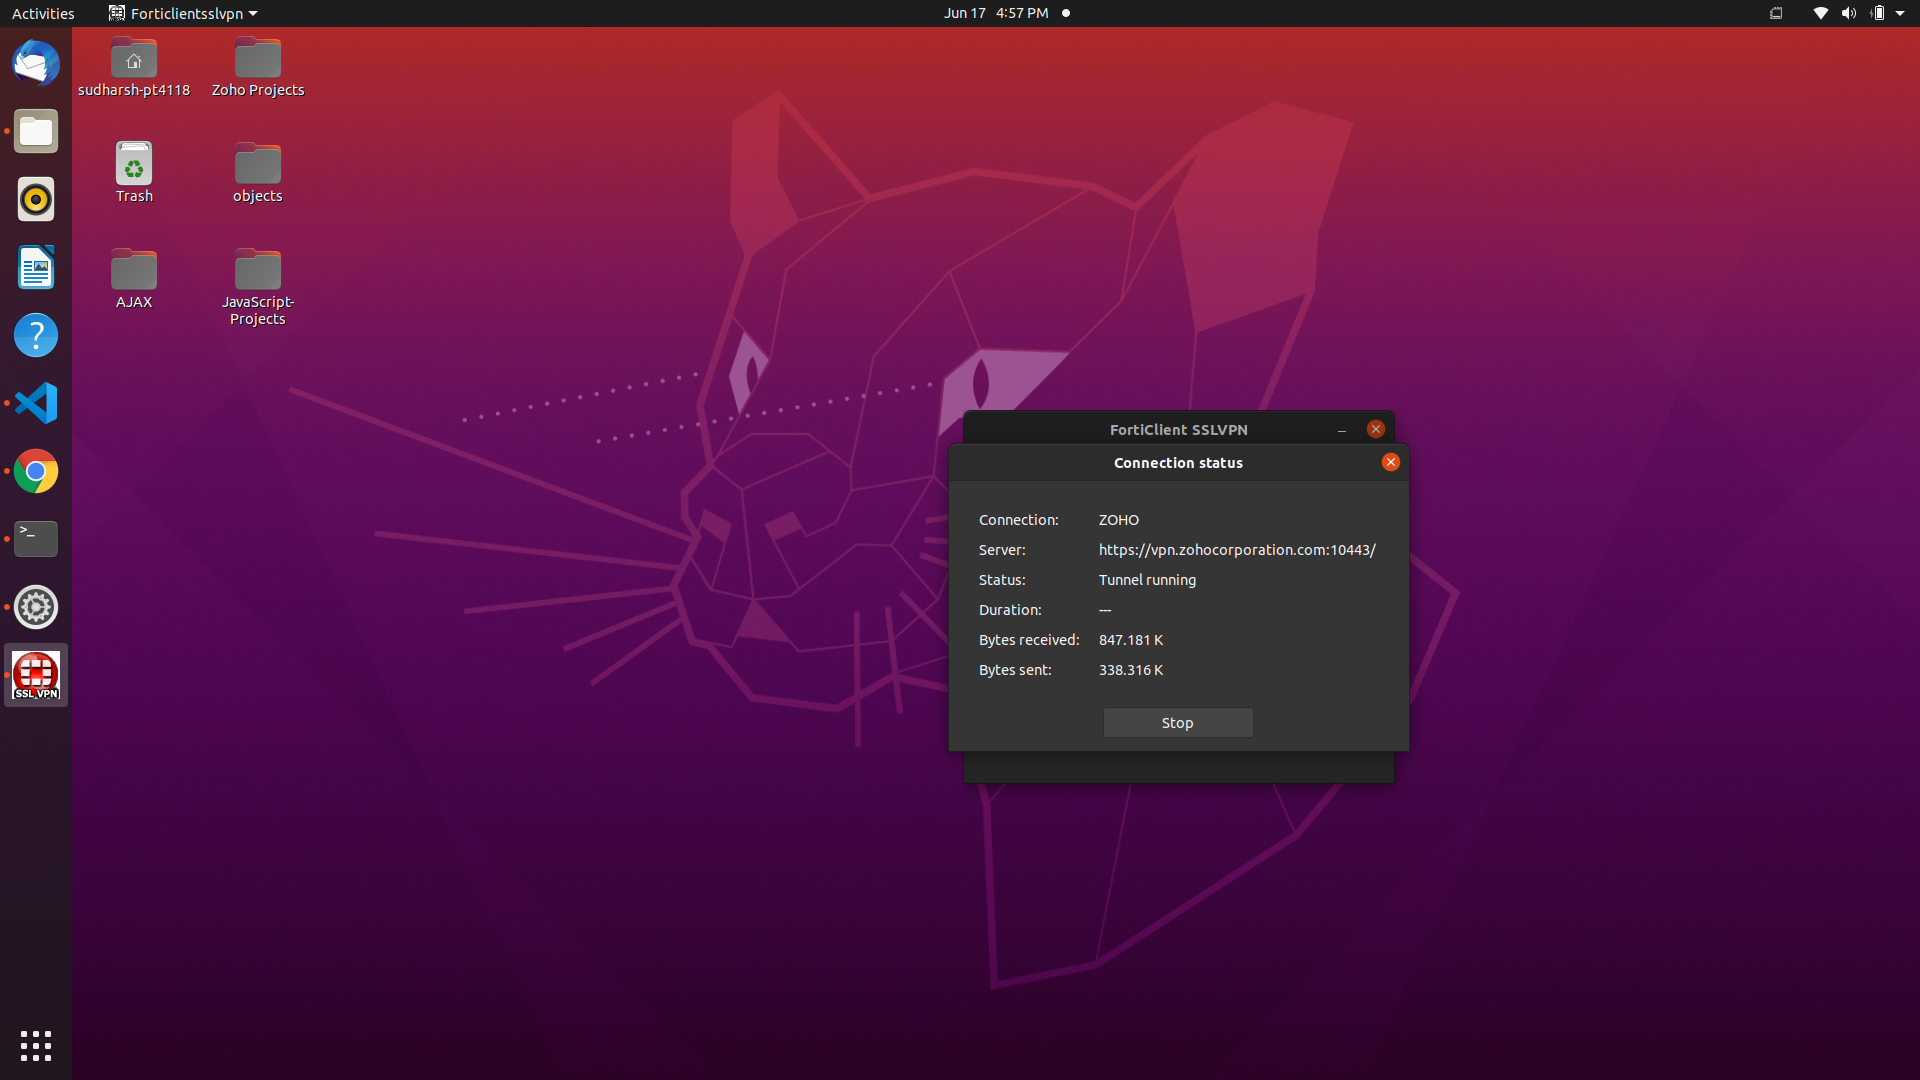 Activities
Forticlientsslvpn
Jun 17 4:57 PM
sudharsh-pt4118
Zoho Projects
Trash
objects
AJAX
JavaScript-
Projects
>_
?
SSL VPN
FortiClient SSLVPN
Connection status
Connection: ZOHO
Server: https://vpn.zohocorporation.com:10443/
Status: Tunnel running
Duration: ---
Bytes received: 847.181 K
Bytes sent: 338.316 K
Stop